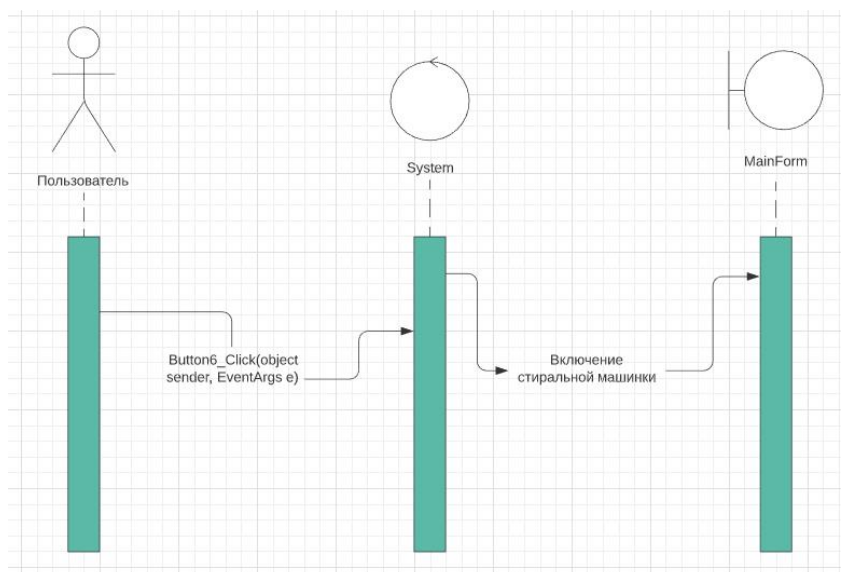 Пользователь
System
MainForm
Button6_Click(object
sender, EventArgs e)
Включение
стиральной машинки